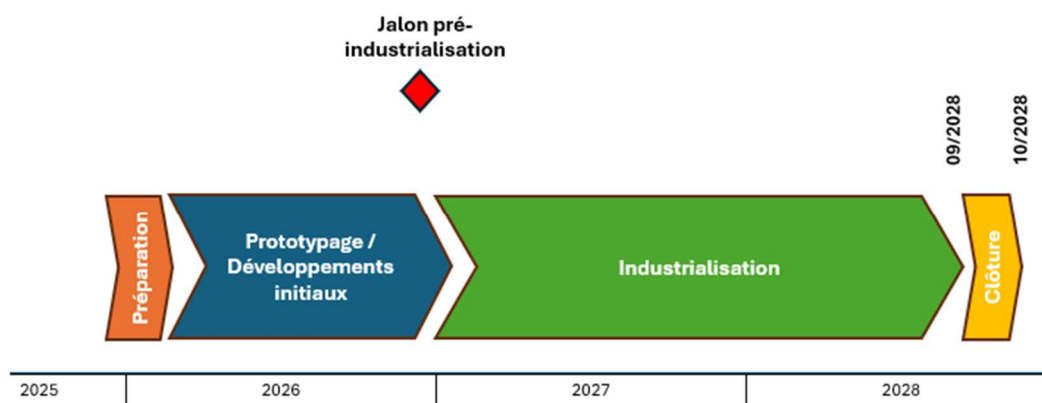 Jalon pré-
industrialisation
09/2028
10/2028
Préparation
Prototypage /
Développements
initiaux
Industrialisation
Clôture
2025
2026
2027
2028